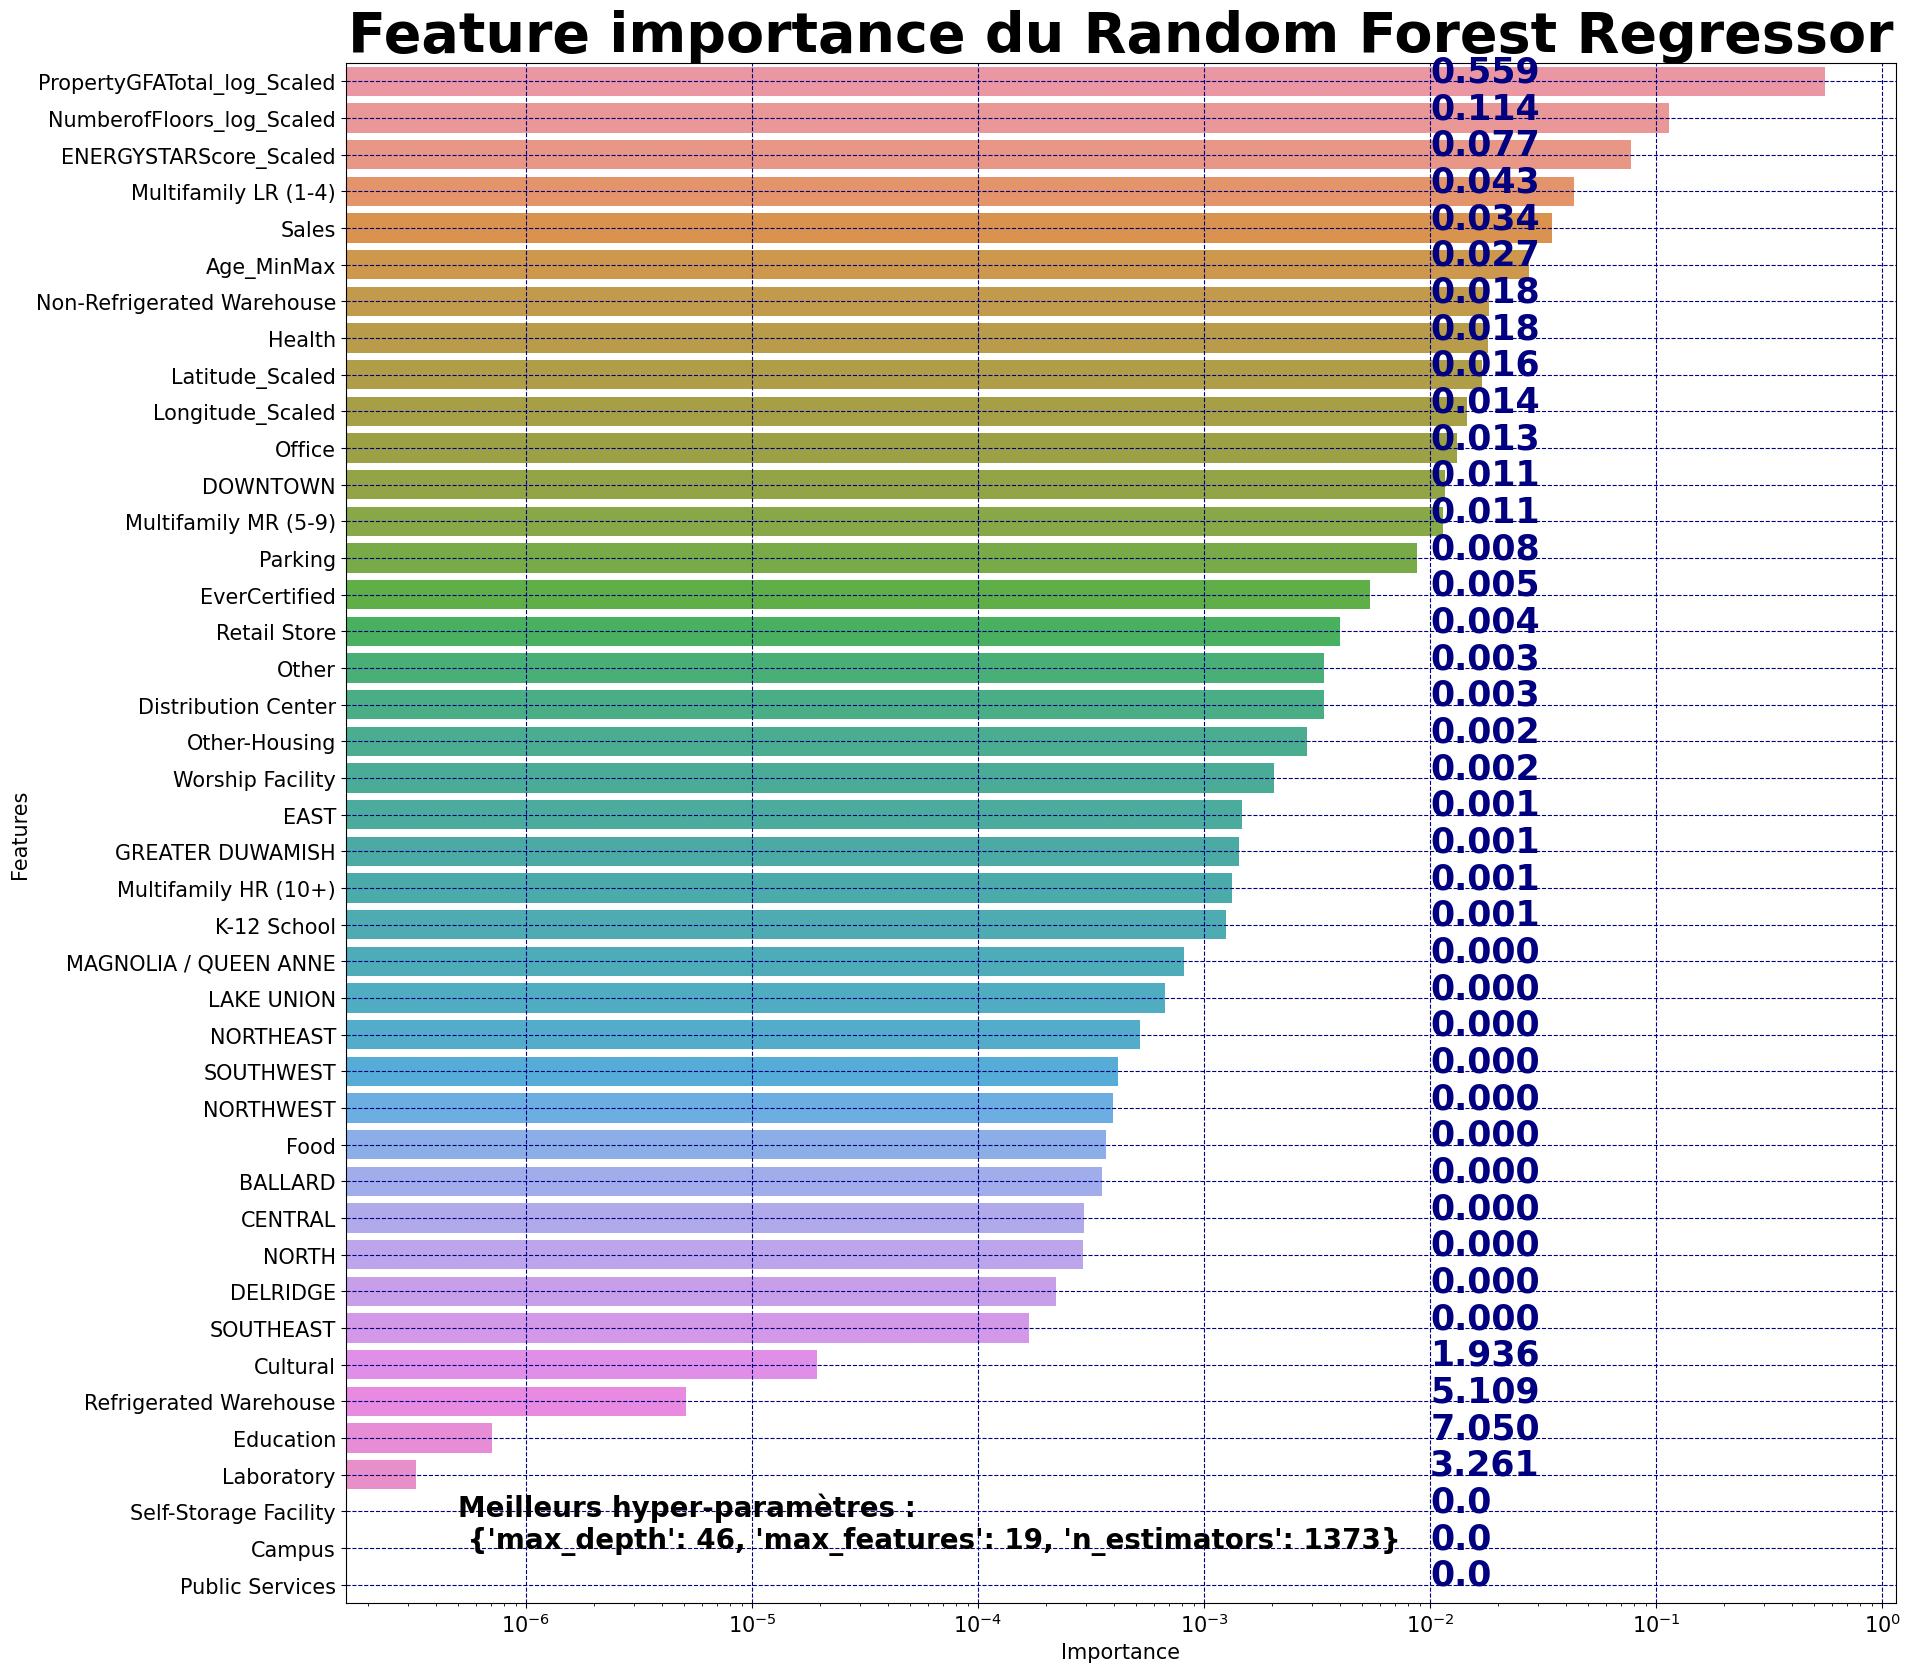 Feature importance du Random Forest Regressor
PropertyGFATotal_log_Scaled 0.559
NumberofFloors_log_Scaled 0.114
ENERGYSTARScore_Scaled 0.077
Multifamily LR (1-4) 0.043
Sales 0.034
Age_MinMax 0.027
Non-Refrigerated Warehouse 0.018
Health 0.018
Latitude_Scaled 0.016
Longitude_Scaled 0.014
Office 0.013
DOWNTOWN 0.011
Multifamily MR (5-9) 0.011
Parking 0.008
EverCertified 0.005
Retail Store 0.004
Other 0.003
Distribution Center 0.003
Other-Housing 0.002
Worship Facility 0.002
EAST 0.001
GREATER DUWAMISH 0.001
Multifamily HR (10+) 0.001
K-12 School 0.001
MAGNOLIA / QUEEN ANNE 0.000
LAKE UNION 0.000
NORTHEAST 0.000
SOUTHWEST 0.000
NORTHWEST 0.000
Food 0.000
BALLARD 0.000
CENTRAL 0.000
NORTH 0.000
DELRIDGE 0.000
SOUTHEAST 0.000
Cultural 1.936
Refrigerated Warehouse 5.109
Education 7.050
Laboratory 3.261
Self-Storage Facility 0.0
Campus 0.0
Public Services 0.0
Meilleurs hyper-paramètres :
{'max_depth': 46, 'max_features': 19, 'n_estimators': 1373}
10⁻⁶ 10⁻⁵ 10⁻⁴ 10⁻³ 10⁻² 10⁻¹ 10⁰
Importance
Features